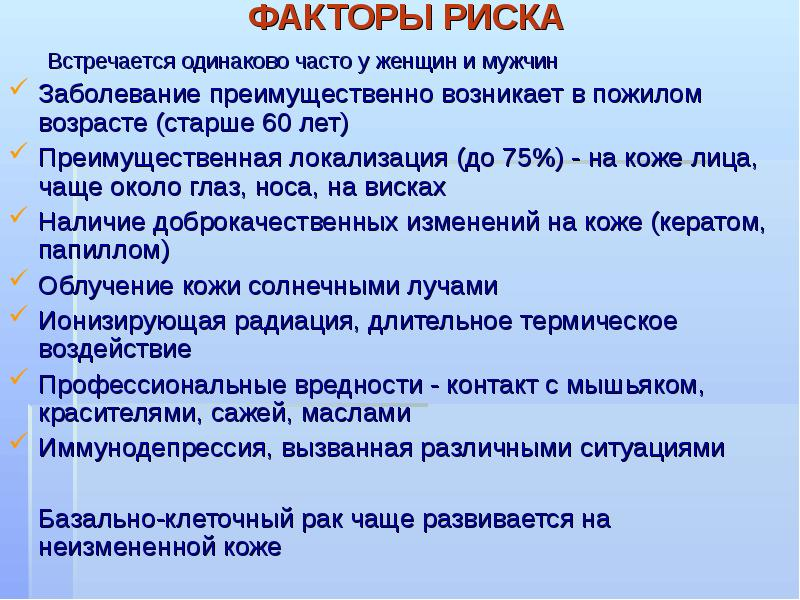 ФАКТОРЫ РИСКА
Встречается одинаково часто у женщин и мужчин
Заболевание преимущественно возникает в пожилом
возрасте (старше 60 лет)
Преимущественная локализация (до 75%) - на коже лица,
чаще около глаз, носа, на висках
Наличие доброкачественных изменений на коже (кератом,
папиллом)
Облучение кожи солнечными лучами
Ионизирующая радиация, длительное термическое
воздействие
Профессиональные вредности - контакт с мышьяком,
красителями, сажей, маслами
Иммунодепрессия, вызванная различными ситуациями
Базально-клеточный рак чаще развивается на
неизмененной коже